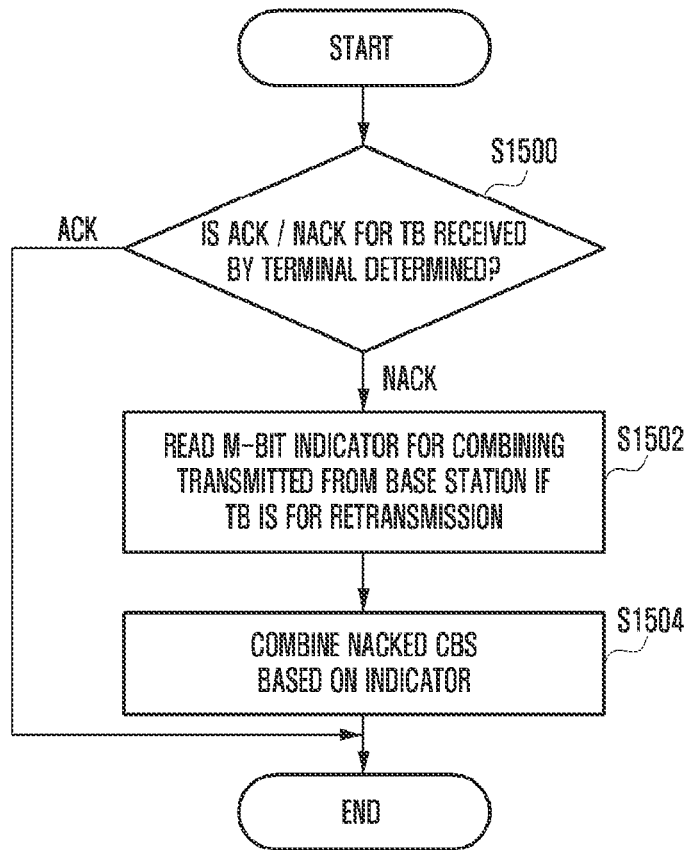 START
S1500
ACK
IS ACK / NACK FOR TB RECEIVED
BY TERMINAL DETERMINED?
NACK
READ M-BIT INDICATOR FOR COMBINING
TRANSMITTED FROM BASE STATION IF
TB IS FOR RETRANSMISSION
S1502
COMBINE NACKED CBS
BASED ON INDICATOR
S1504
END